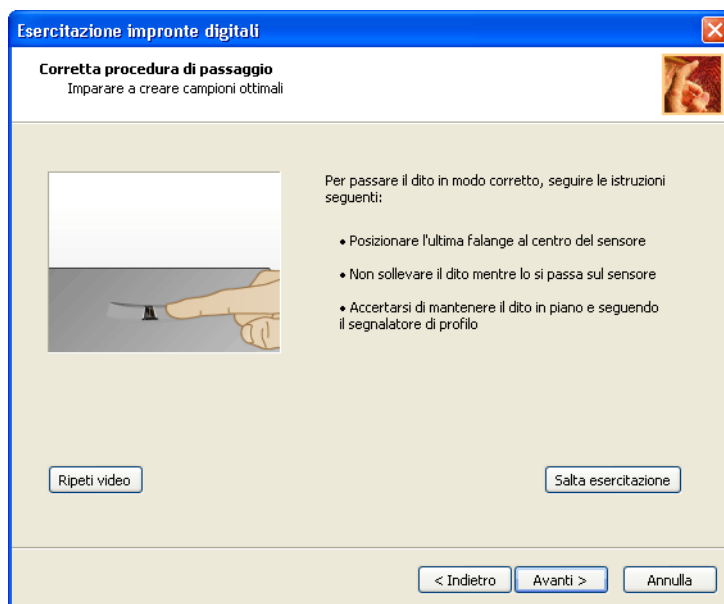 Esercitazione impronte digitali
Corretta procedura di passaggio
Imparare a creare campioni ottimali
Per passare il dito in modo corretto, seguire le istruzioni
seguenti:
• Posizionare l'ultima falange al centro del sensore
• Non sollevare il dito mentre lo si passa sul sensore
• Accertarsi di mantenere il dito in piano e seguendo
il segnalatore di profilo
Ripeti video
Salta esercitazione
< Indietro
Avanti >
Annulla